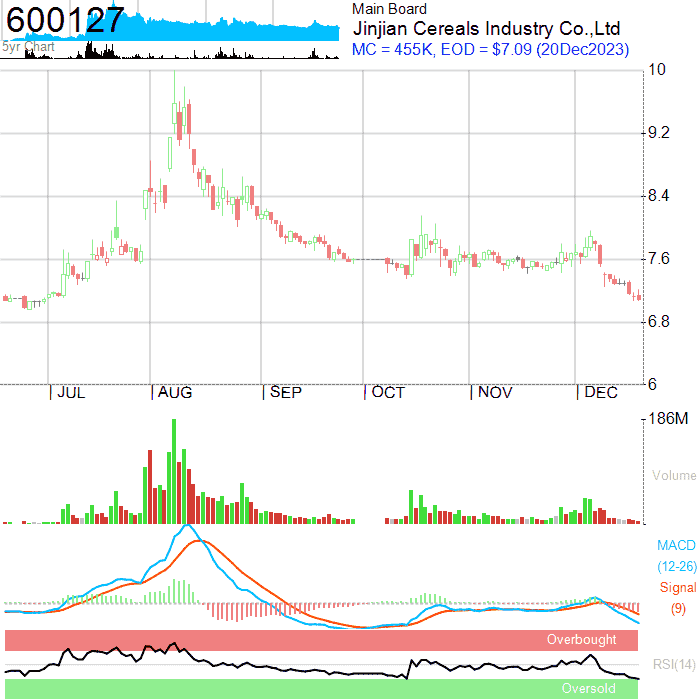 600127
5yr Chart
Main Board
Jinjian Cereals Industry Co.,Ltd
MC = 455K, EOD = $7.09 (20Dec2023)
10
9.2
8.4
7.6
6.8
6
JUL
AUG
SEP
OCT
NOV
DEC
186M
Volume
MACD
(12-26)
Signal
(9)
Overbought
RSI(14)
Oversold